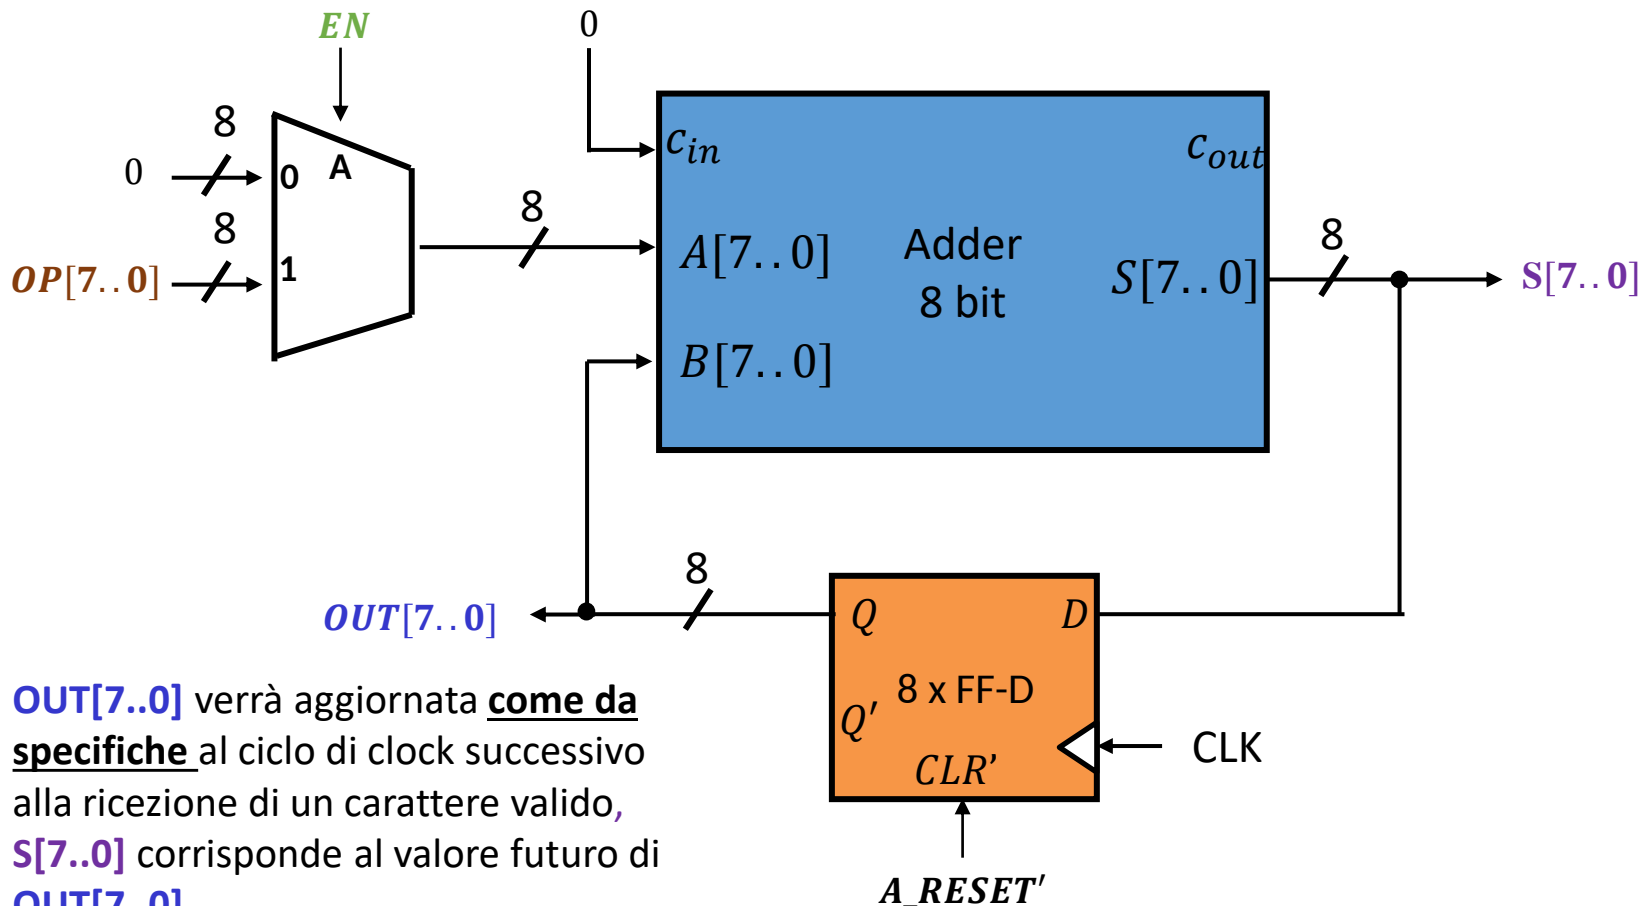 EN
0
8
0
0
A
8
OP[7..0]
1
8
c_in
c_out
A[7..0]
Adder
8 bit
S[7..0]
8
S[7..0]
B[7..0]
8
OUT[7..0]
Q
D
8 x FF-D
Q'
CLR'
CLK
A_RESET'
OUT[7..0] verrà aggiornata come da
specifiche al ciclo di clock successivo
alla ricezione di un carattere valido,
S[7..0] corrisponde al valore futuro di
OUT[7..0]